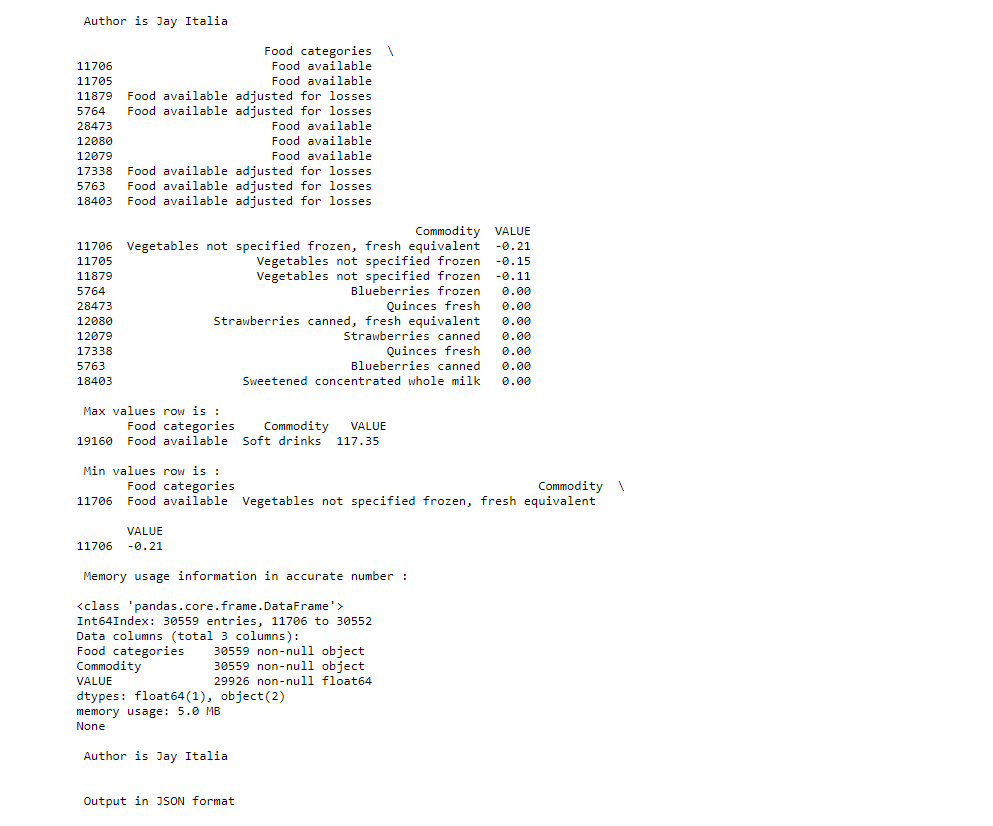 Author is Jay Italia
Food categories \
11706 Food available
11705 Food available
11879 Food available adjusted for losses
5764 Food available adjusted for losses
28473 Food available
12080 Food available
12079 Food available
17338 Food available adjusted for losses
5763 Food available adjusted for losses
18403 Food available adjusted for losses
Commodity VALUE
11706 Vegetables not specified frozen, fresh equivalent -0.21
11705 Vegetables not specified frozen -0.15
11879 Vegetables not specified frozen -0.11
5764 Blueberries frozen 0.00
28473 Quinces fresh 0.00
12080 Strawberries canned, fresh equivalent 0.00
12079 Strawberries canned 0.00
17338 Quinces fresh 0.00
5763 Blueberries canned 0.00
18403 Sweetened concentrated whole milk 0.00
Max values row is :
Food categories Commodity VALUE
19160 Food available Soft drinks 117.35
Min values row is :
Food categories Commodity \
11706 Food available Vegetables not specified frozen, fresh equivalent
VALUE
11706 -0.21
Memory usage information in accurate number :
<class 'pandas.core.frame.DataFrame'>
Int64Index: 30559 entries, 11706 to 30552
Data columns (total 3 columns):
Food categories 30559 non-null object
Commodity 30559 non-null object
VALUE 29926 non-null float64
dtypes: float64(1), object(2)
memory usage: 5.0 MB
None
Author is Jay Italia
Output in JSON format